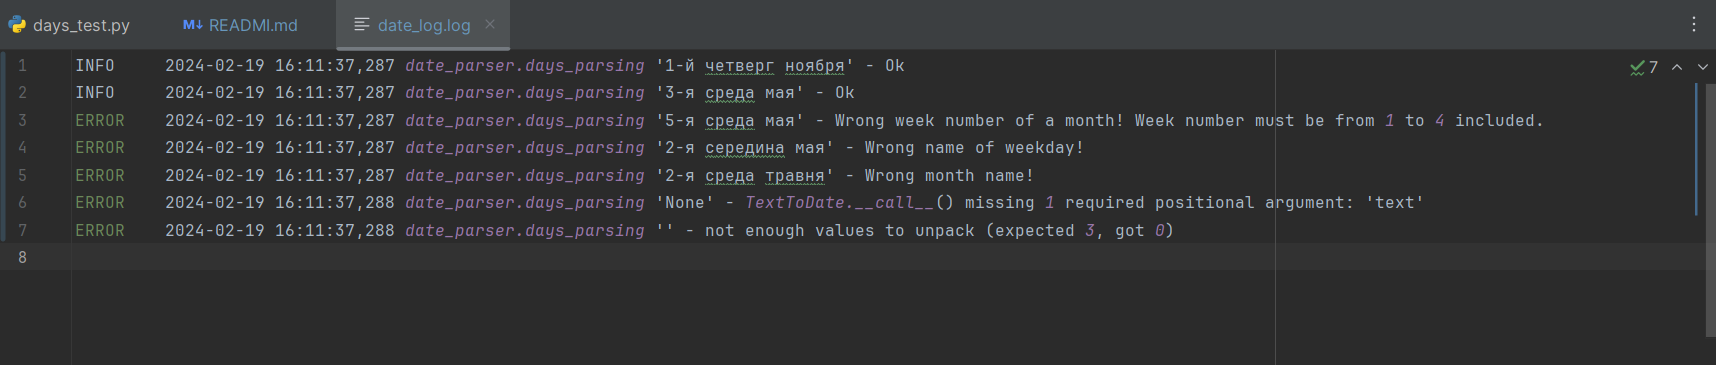 days_test.py READMI.md date_log.log
7
1 INFO 2024-02-19 16:11:37,287 date_parser.days_parsing '1-й четверг ноября' - Ok
2 INFO 2024-02-19 16:11:37,287 date_parser.days_parsing '3-я среда мая' - Ok
3 ERROR 2024-02-19 16:11:37,287 date_parser.days_parsing '5-я среда мая' - Wrong week number of a month! Week number must be from 1 to 4 included.
4 ERROR 2024-02-19 16:11:37,287 date_parser.days_parsing '2-я середина мая' - Wrong name of weekday!
5 ERROR 2024-02-19 16:11:37,287 date_parser.days_parsing '2-я среда травня' - Wrong month name!
6 ERROR 2024-02-19 16:11:37,288 date_parser.days_parsing 'None' - TextToDate.__call__() missing 1 required positional argument: 'text'
7 ERROR 2024-02-19 16:11:37,288 date_parser.days_parsing '' - not enough values to unpack (expected 3, got 0)
8